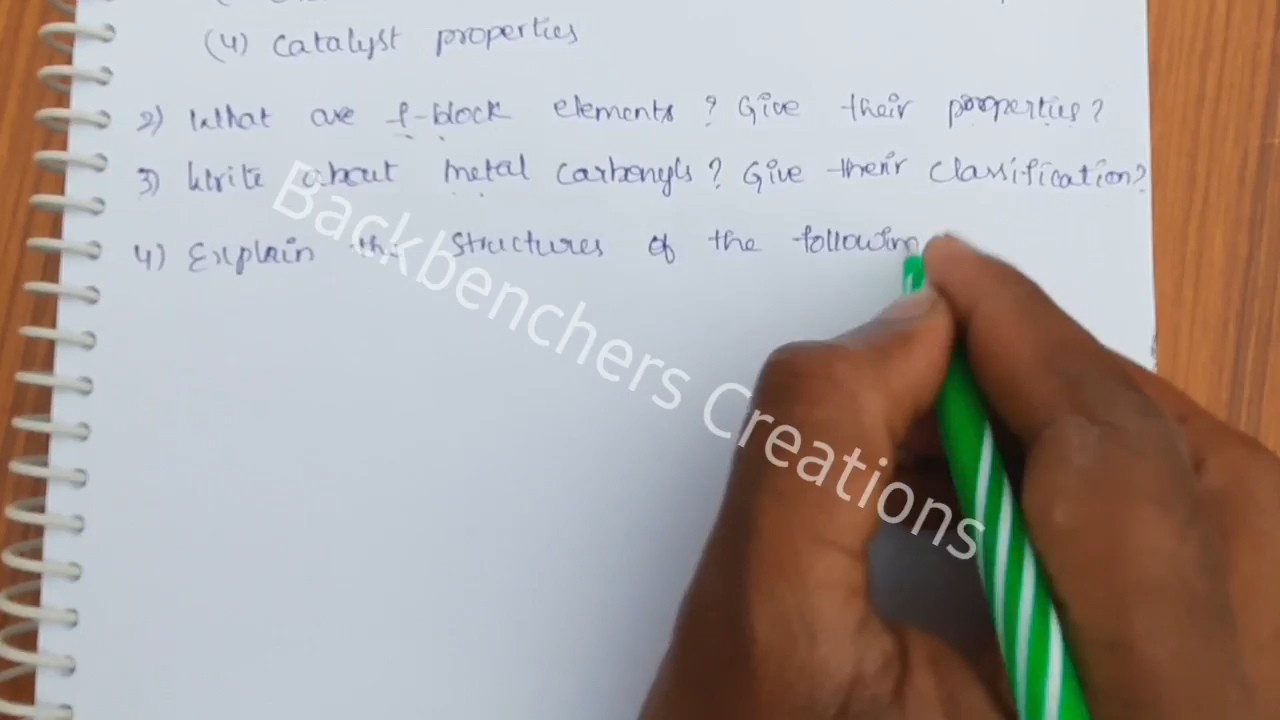 (4) Catalyst properties
2) What are f-block elements? Give their properties?
3) Write about metal carbonyls? Give their classification?
4) Explain the structures of the following
Backbenchers Creations